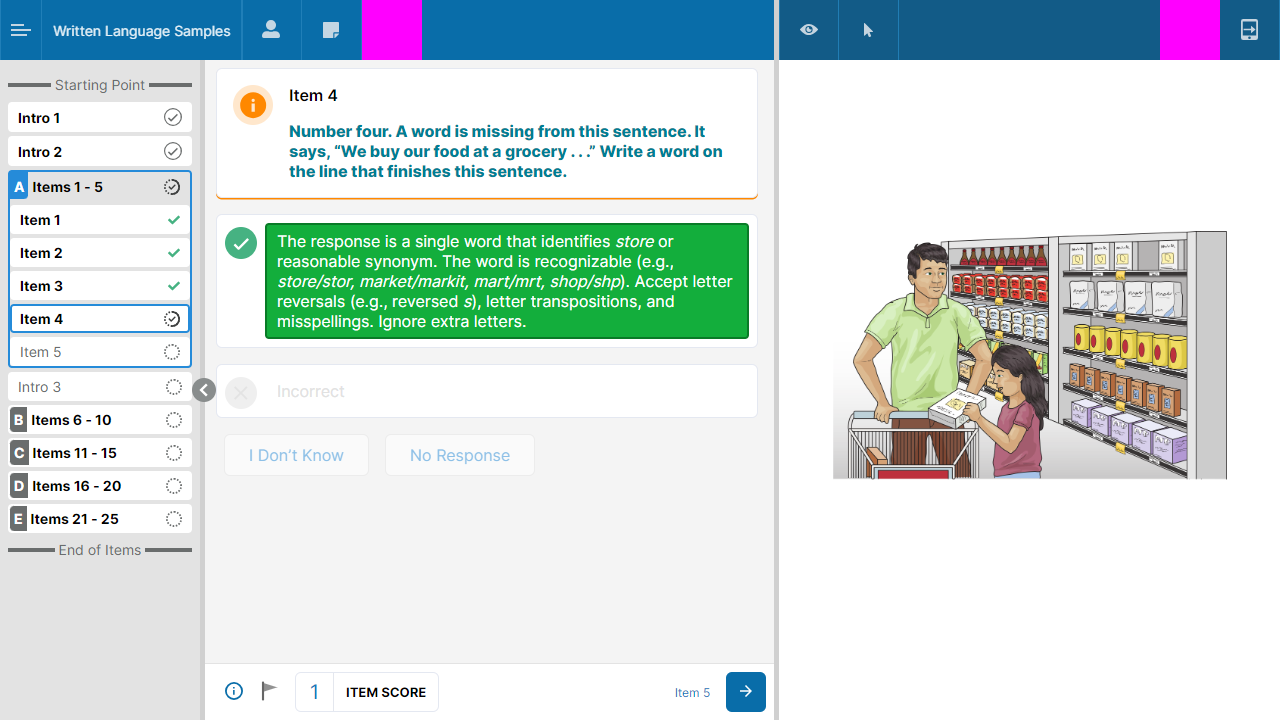 Written Language Samples
Starting Point
Intro 1
Intro 2
A Items 1 - 5
Item 1
Item 2
Item 3
Item 4
Item 5
Intro 3
B Items 6 - 10
C Items 11 - 15
D Items 16 - 20
E Items 21 - 25
End of Items
Item 4
Number four. A word is missing from this sentence. It
says, “We buy our food at a grocery . . .” Write a word on
the line that finishes this sentence.
The response is a single word that identifies store or
reasonable synonym. The word is recognizable (e.g.,
store/stor, market/markit, mart/mrt, shop/shp). Accept letter
reversals (e.g., reversed s), letter transpositions, and
misspellings. Ignore extra letters.
Incorrect
I Don’t Know
No Response
1 ITEM SCORE
Item 5